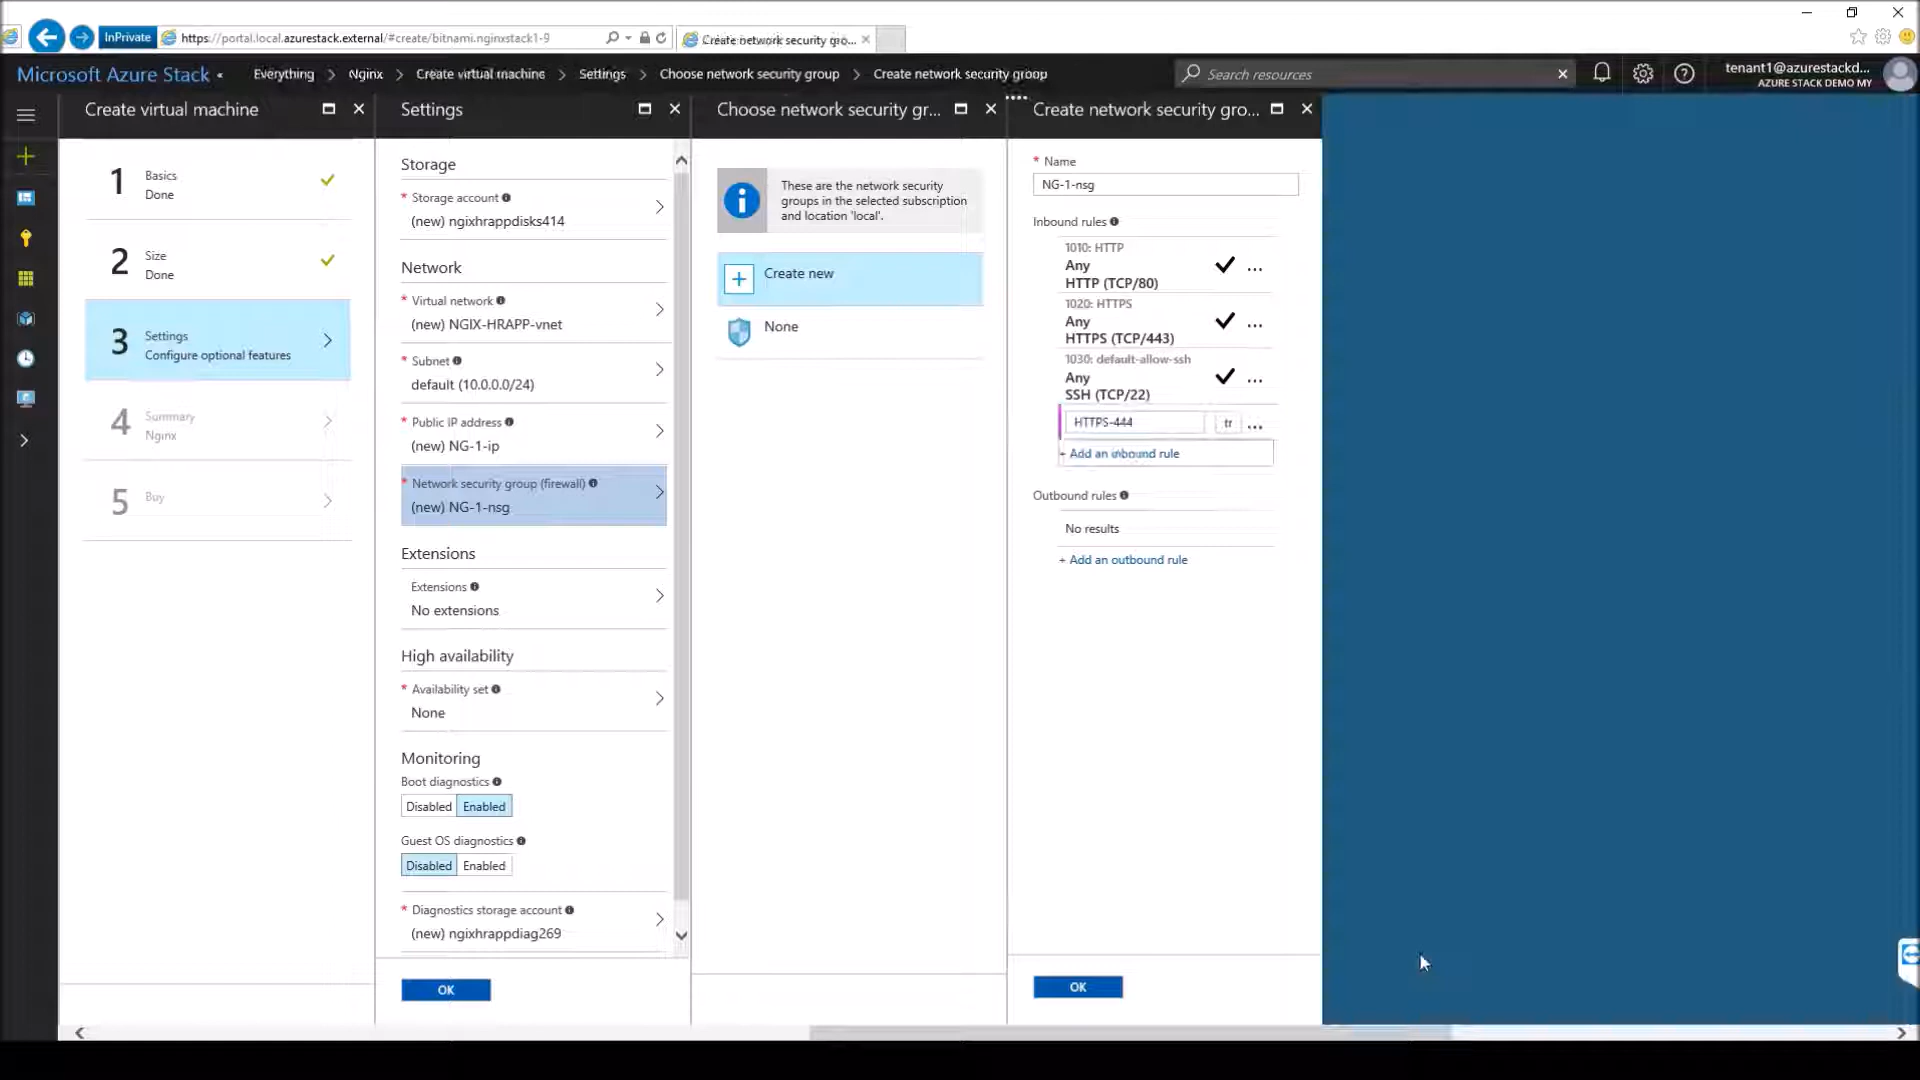 InPrivate
https://portal.local.azurestack.external/#create/bitnami.nginxstack1-9
Create network security gro...
Microsoft Azure Stack
Everything
Nginx
Create virtual machine
Settings
Choose network security group
Create network security group
Search resources
tenant1@azurestackd...
AZURE STACK DEMO MY
Create virtual machine
1
Basics
Done
2
Size
Done
3
Settings
Configure optional features
4
Summary
Nginx
5
Buy
Settings
Storage
* Storage account
(new) ngixhrappdisks414
Network
* Virtual network
(new) NGIX-HRAPP-vnet
* Subnet
default (10.0.0.0/24)
* Public IP address
(new) NG-1-ip
* Network security group (firewall)
(new) NG-1-nsg
Extensions
Extensions
No extensions
High availability
* Availability set
None
Monitoring
Boot diagnostics
Disabled Enabled
Guest OS diagnostics
Disabled Enabled
* Diagnostics storage account
(new) ngixhrappdiag269
OK
Choose network security gr...
These are the network security
groups in the selected subscription
and location 'local'.
Create new
None
Create network security gro...
* Name
NG-1-nsg
Inbound rules
1010: HTTP
Any
HTTP (TCP/80)
...
1020: HTTPS
Any
HTTPS (TCP/443)
...
1030: default-allow-ssh
Any
SSH (TCP/22)
...
HTTPS-444
tr
...
+ Add an inbound rule
Outbound rules
No results
+ Add an outbound rule
OK